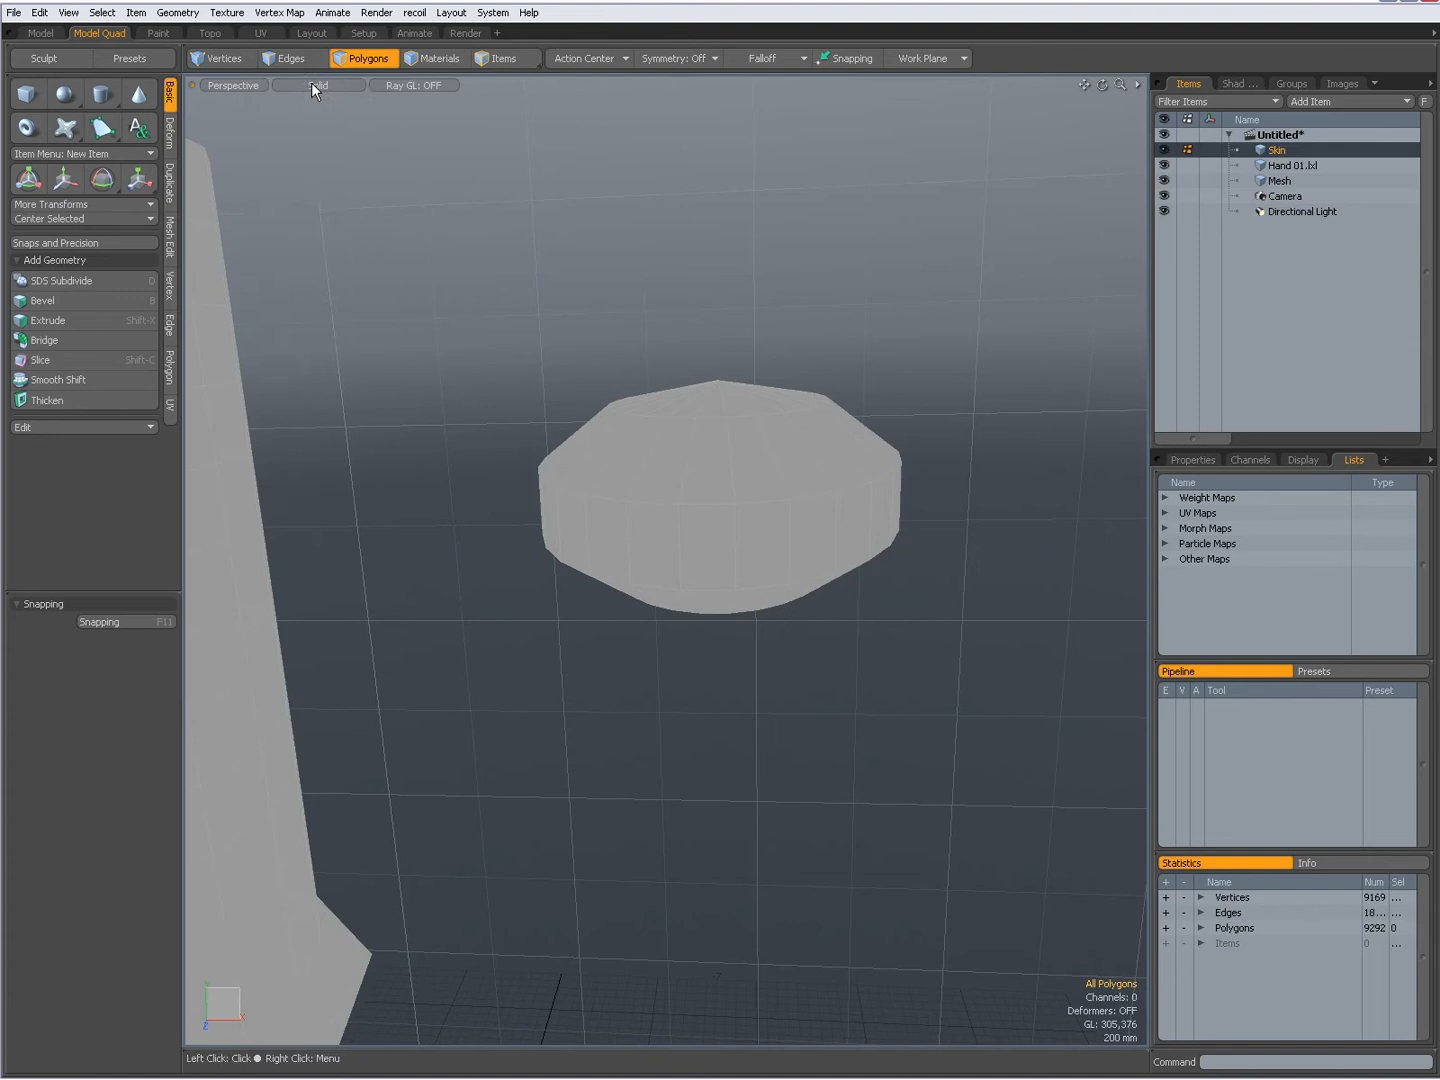 File Edit View Select Item Geometry Texture Vertex Map Animate Render recoil Layout System Help
Model Model Quad Paint Topo UV Layout Setup Animate Render +
Sculpt Presets Vertices Edges Polygons Materials Items Action Center Symmetry: Off Falloff Snapping Work Plane
Perspective Solid Ray GL: OFF
Items Shad ... Groups Images
Filter Items Add Item F
Name
Untitled*
Skin
Hand 01.lxl
Mesh
Camera
Directional Light
Basic
Deform
Duplicate
Mesh Edit
Vertex
Edge
Polygon
UV
Item Menu: New Item
More Transforms
Center Selected
Snaps and Precision
Add Geometry
SDS Subdivide D
Bevel B
Extrude Shift-X
Bridge
Slice Shift-C
Smooth Shift
Thicken
Edit
Snapping
Snapping F11
Properties Channels Display Lists +
Name Type
Weight Maps
UV Maps
Morph Maps
Particle Maps
Other Maps
Pipeline Presets
E V A Tool Preset
Statistics Info
+ - Name Num Sel
+ - Vertices 9169 ...
+ - Edges 18... ...
+ - Polygons 9292 0
+ - Items 0 ...
All Polygons
Channels: 0
Deformers: OFF
GL: 305,376
200 mm
Y
X
Z
Left Click: Click ● Right Click: Menu
Command